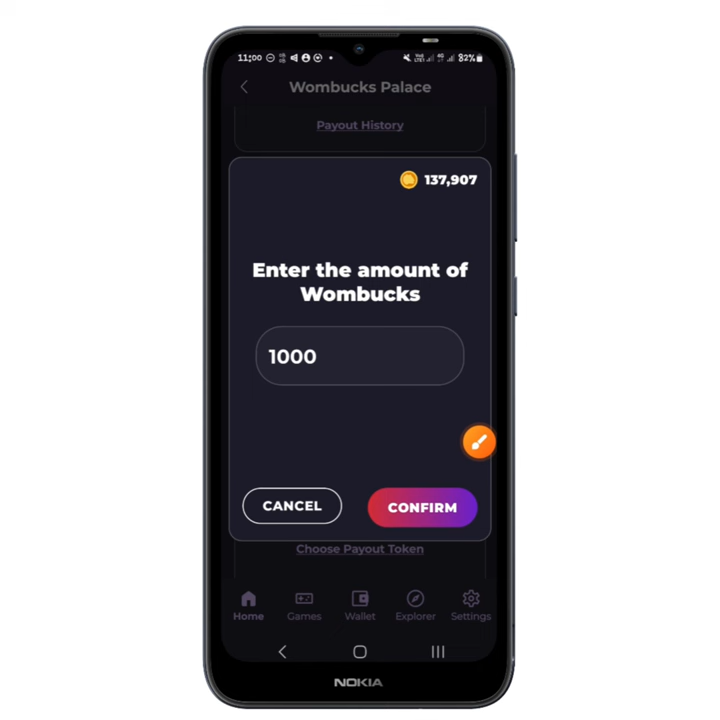 11:00
82%
Wombucks Palace
Payout History
137,907
Enter the amount of
Wombucks
1000
CANCEL
CONFIRM
Choose Payout Token
Home Games Wallet Explorer Settings
NOKIA